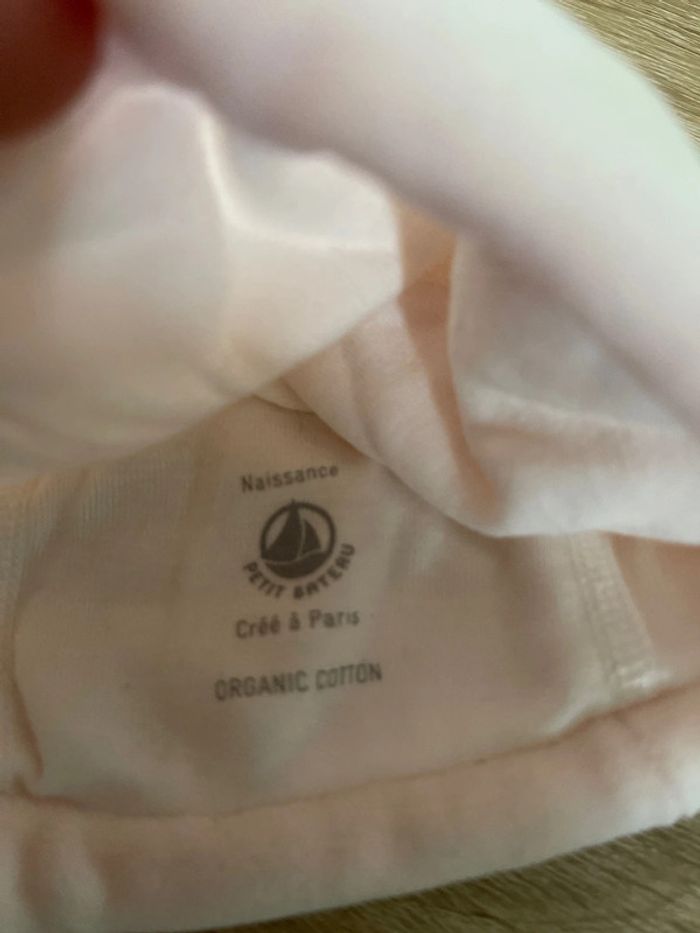 Naissance
PETIT BATEAU
Créé à Paris
ORGANIC COTTON